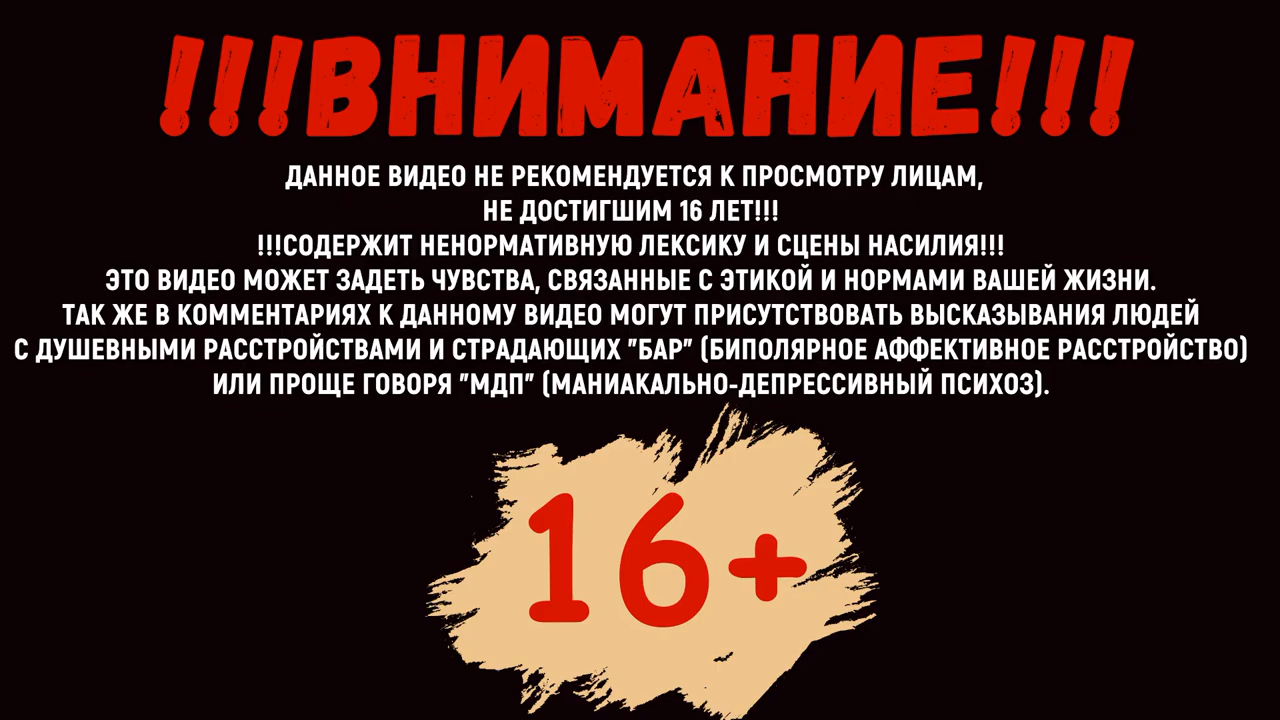 !!!ВНИМАНИЕ!!!
ДАННОЕ ВИДЕО НЕ РЕКОМЕНДУЕТСЯ К ПРОСМОТРУ ЛИЦАМ,
НЕ ДОСТИГШИМ 16 ЛЕТ!!!
!!!СОДЕРЖИТ НЕНОРМАТИВНУЮ ЛЕКСИКУ И СЦЕНЫ НАСИЛИЯ!!!
ЭТО ВИДЕО МОЖЕТ ЗАДЕТЬ ЧУВСТВА, СВЯЗАННЫЕ С ЭТИКОЙ И НОРМАМИ ВАШЕЙ ЖИЗНИ.
ТАК ЖЕ В КОММЕНТАРИЯХ К ДАННОМУ ВИДЕО МОГУТ ПРИСУТСТВОВАТЬ ВЫСКАЗЫВАНИЯ ЛЮДЕЙ
С ДУШЕВНЫМИ РАССТРОЙСТВАМИ И СТРАДАЮЩИХ "БАР" (БИПОЛЯРНОЕ АФФЕКТИВНОЕ РАССТРОЙСТВО)
ИЛИ ПРОЩЕ ГОВОРЯ "МДП" (МАНИАКАЛЬНО-ДЕПРЕССИВНЫЙ ПСИХОЗ).
16+